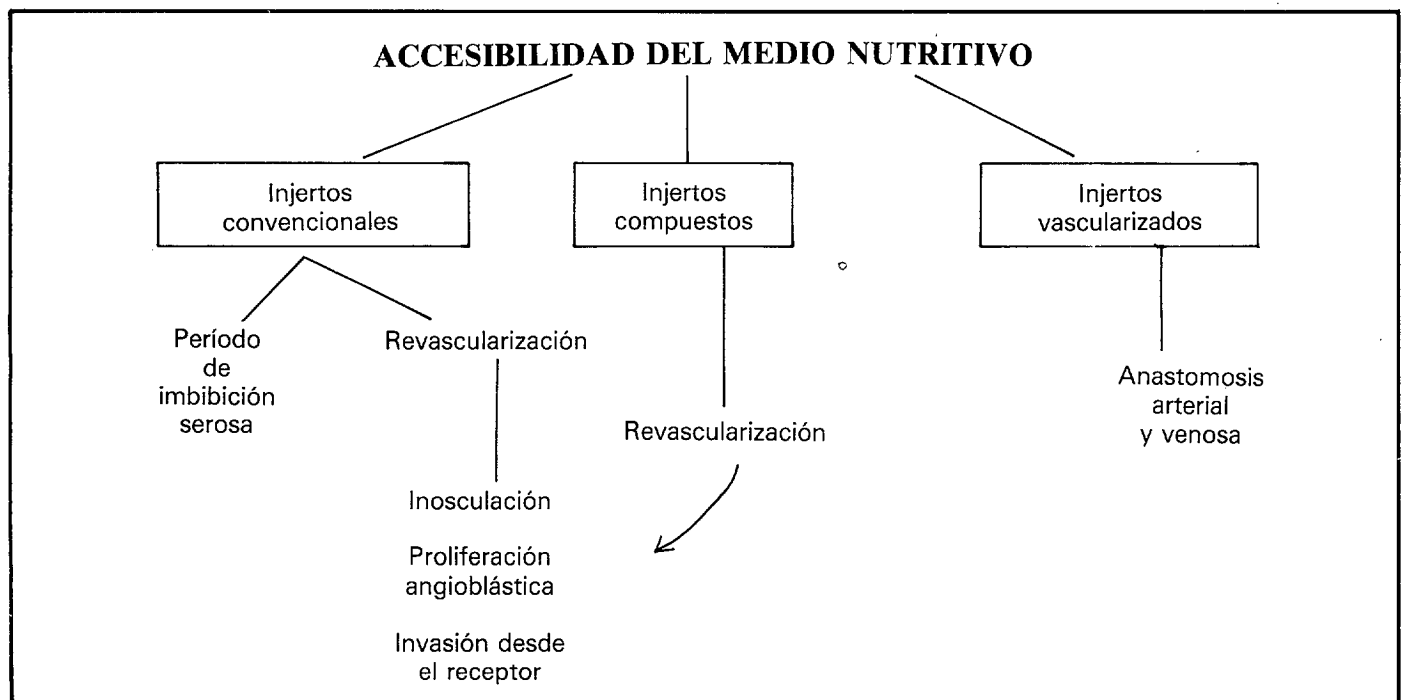 ACCESIBILIDAD DEL MEDIO NUTRITIVO
Injertos
convencionales
Injertos
compuestos
Injertos
vascularizados
Período
de
imbibición
serosa
Revascularización
Inosculación
Proliferación
angioblástica
Invasión desde
el receptor
Revascularización
Anastomosis
arterial
y venosa